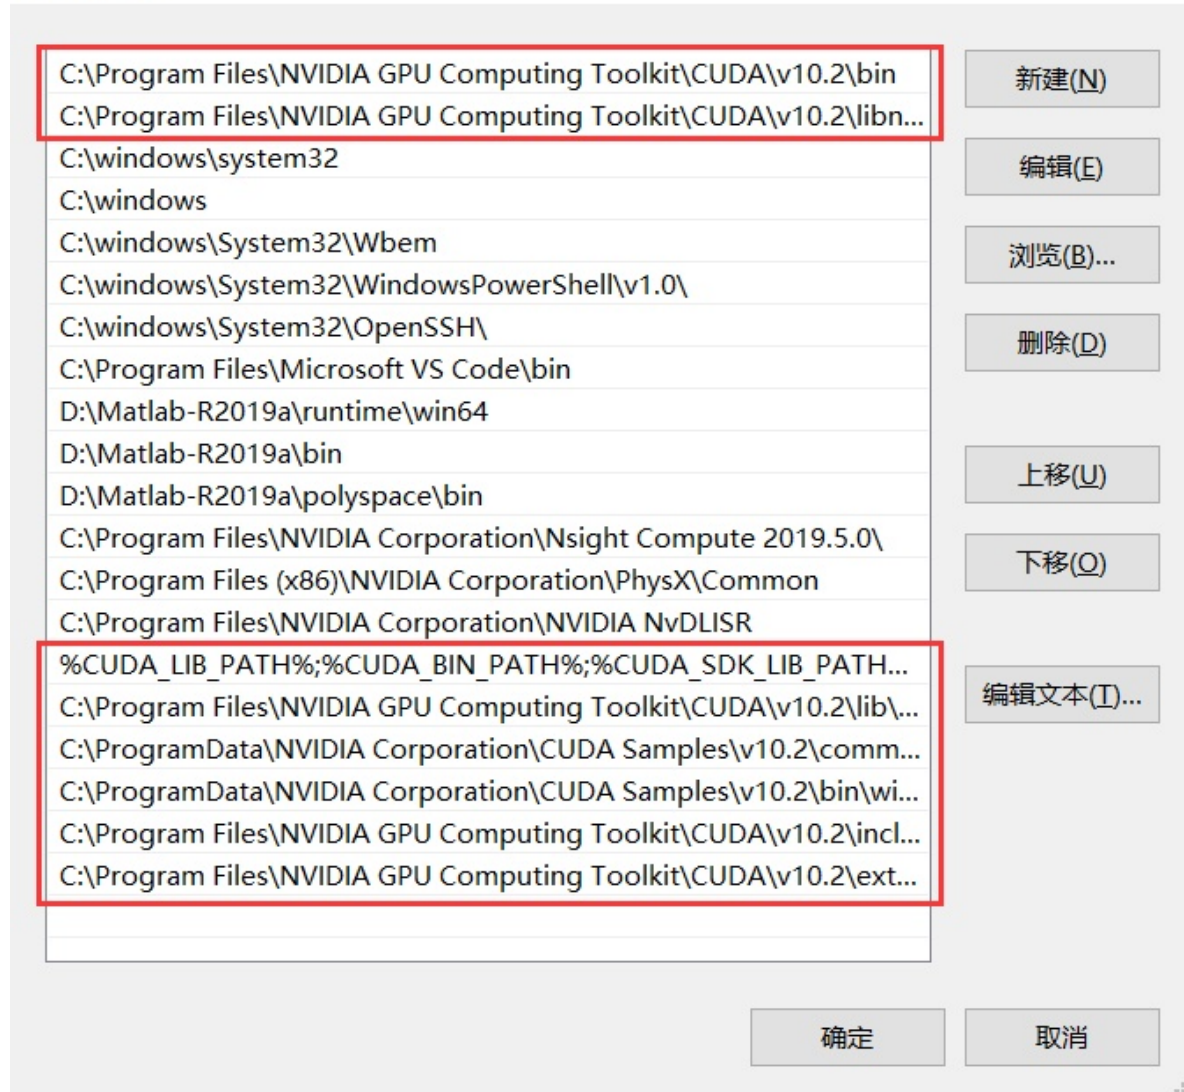 C:\Program Files\NVIDIA GPU Computing Toolkit\CUDA\v10.2\bin
C:\Program Files\NVIDIA GPU Computing Toolkit\CUDA\v10.2\libn...
C:\windows\system32
C:\windows
C:\windows\System32\Wbem
C:\windows\System32\WindowsPowerShell\v1.0\
C:\windows\System32\OpenSSH\
C:\Program Files\Microsoft VS Code\bin
D:\Matlab-R2019a\runtime\win64
D:\Matlab-R2019a\bin
D:\Matlab-R2019a\polyspace\bin
C:\Program Files\NVIDIA Corporation\Nsight Compute 2019.5.0\
C:\Program Files (x86)\NVIDIA Corporation\PhysX\Common
C:\Program Files\NVIDIA Corporation\NVIDIA NvDLISR
%CUDA_LIB_PATH%;%CUDA_BIN_PATH%;%CUDA_SDK_LIB_PATH...
C:\Program Files\NVIDIA GPU Computing Toolkit\CUDA\v10.2\lib\...
C:\ProgramData\NVIDIA Corporation\CUDA Samples\v10.2\comm...
C:\ProgramData\NVIDIA Corporation\CUDA Samples\v10.2\bin\wi...
C:\Program Files\NVIDIA GPU Computing Toolkit\CUDA\v10.2\incl...
C:\Program Files\NVIDIA GPU Computing Toolkit\CUDA\v10.2\ext...
新建(N)
编辑(E)
浏览(B)...
删除(D)
上移(U)
下移(O)
编辑文本(T)...
确定
取消